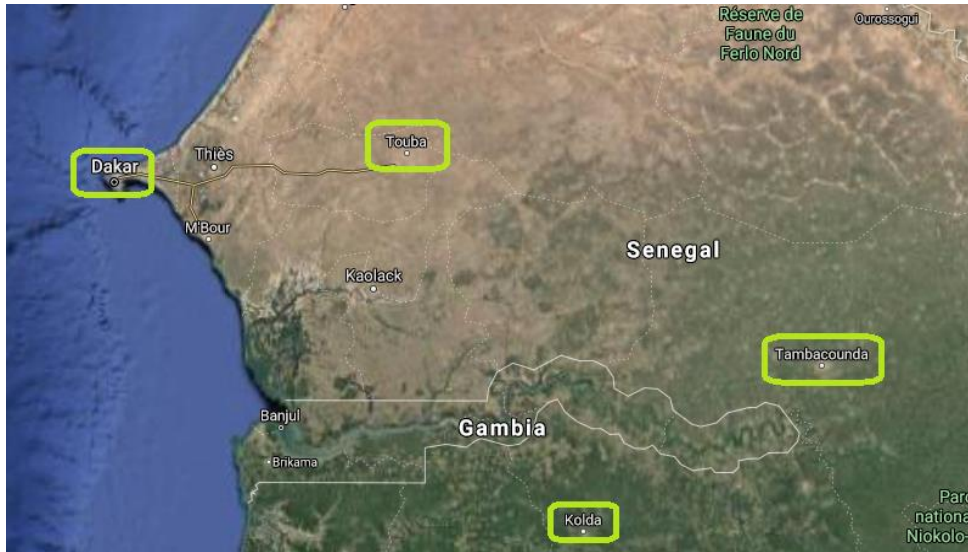 Réserve de
Faune du
Ferlo Nord
Ourossogui
Touba
Thiès
Dakar
M'Bour
Senegal
Kaolack
Tambacounda
Banjul
Gambia
Brikama
Kolda
Parc
national
Niokolo-